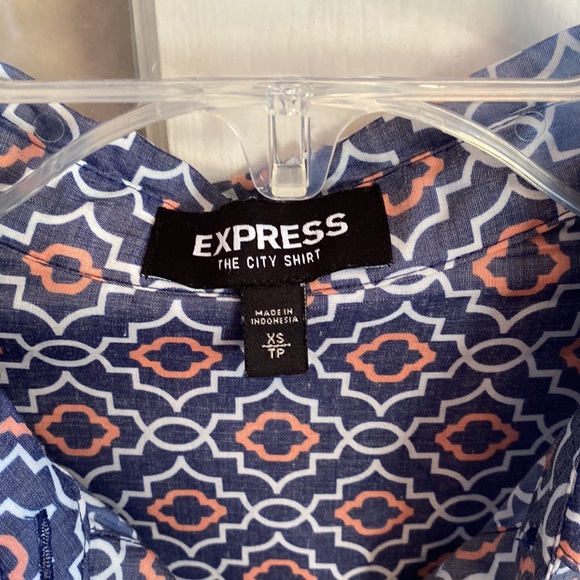 EXPRESS
THE CITY SHIRT
MADE IN
INDONESIA
XS
TP